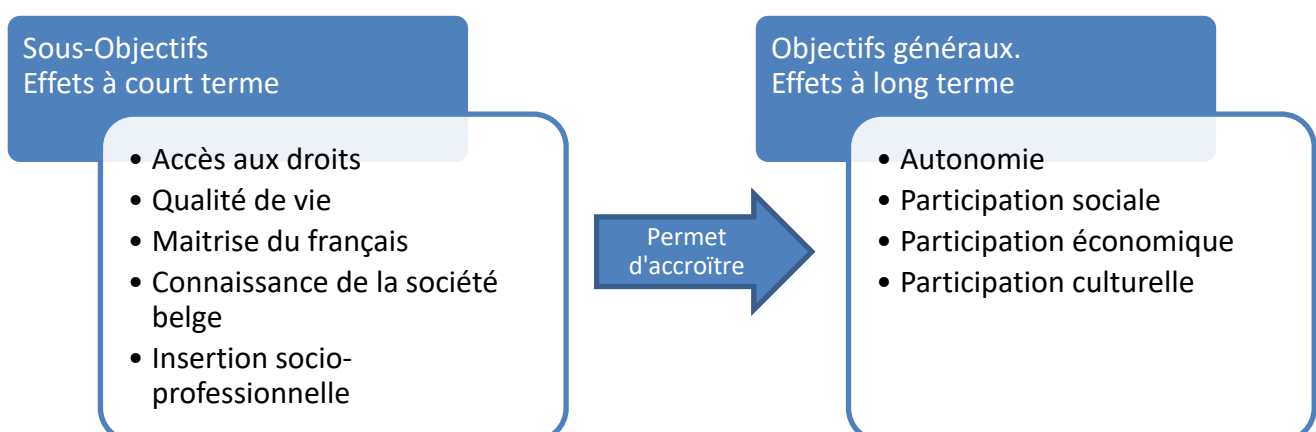 Sous-Objectifs
Effets à court terme
• Accès aux droits
• Qualité de vie
• Maitrise du français
• Connaissance de la société
belge
• Insertion socio-
professionnelle
Permet
d'accroïtre
Objectifs généraux.
Effets à long terme
• Autonomie
• Participation sociale
• Participation économique
• Participation culturelle